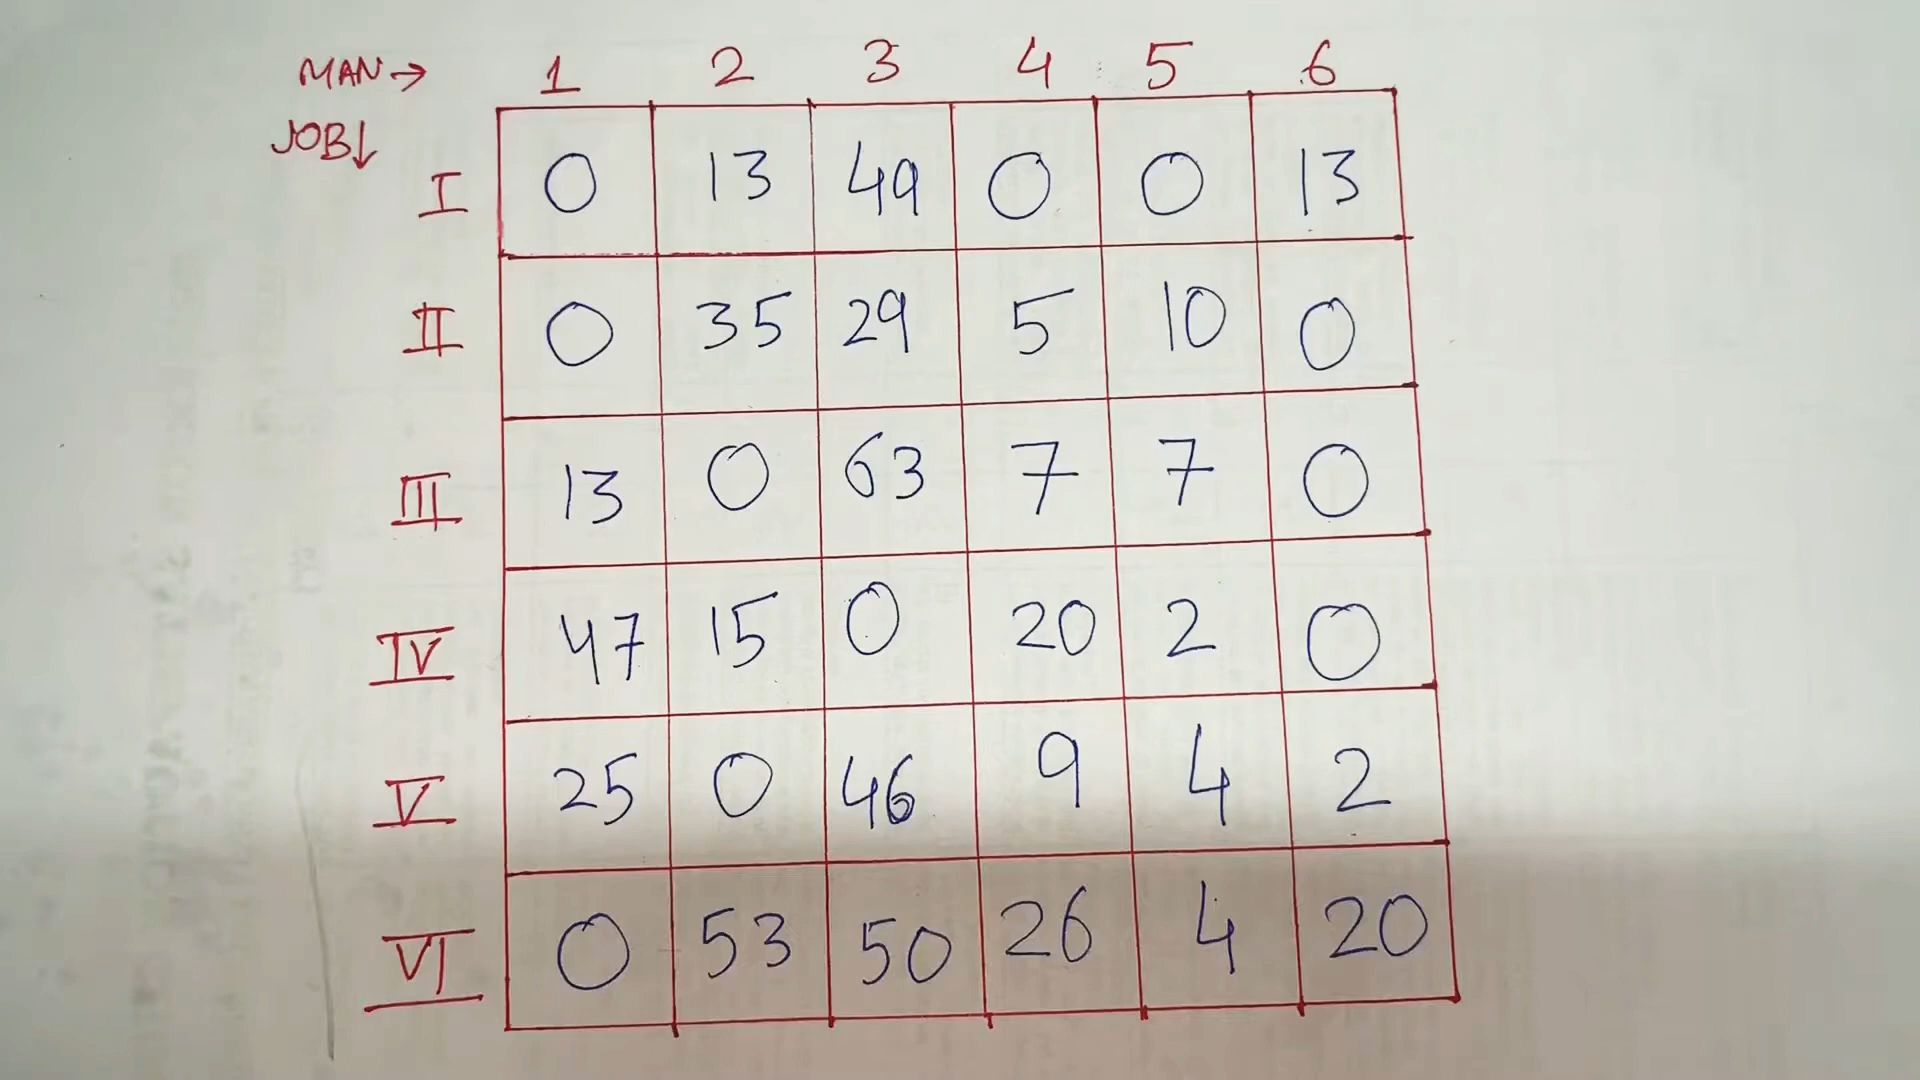 MAN→ 1 2 3 4 5 6
JOB↓
I 0 13 49 0 0 13
II 0 35 29 5 10 0
III 13 0 63 7 7 0
IV 47 15 0 20 2 0
V 25 0 46 9 4 2
VI 0 53 50 26 4 20